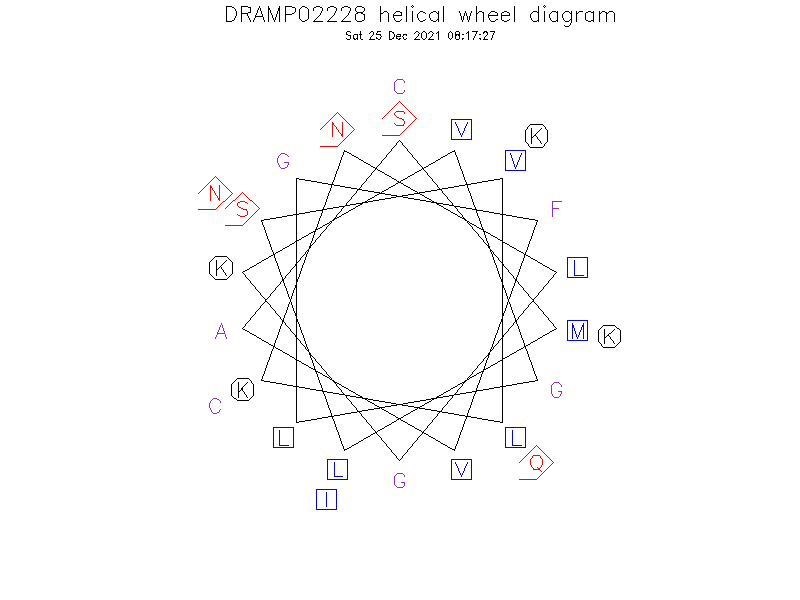 DRAMP02228 helical wheel diagram
Sat 25 Dec 2021 08:17:27
C
S
N
V
K
G
V
N
S
F
K
L
A
M
K
K
C
G
L
L
L
V
Q
G
I